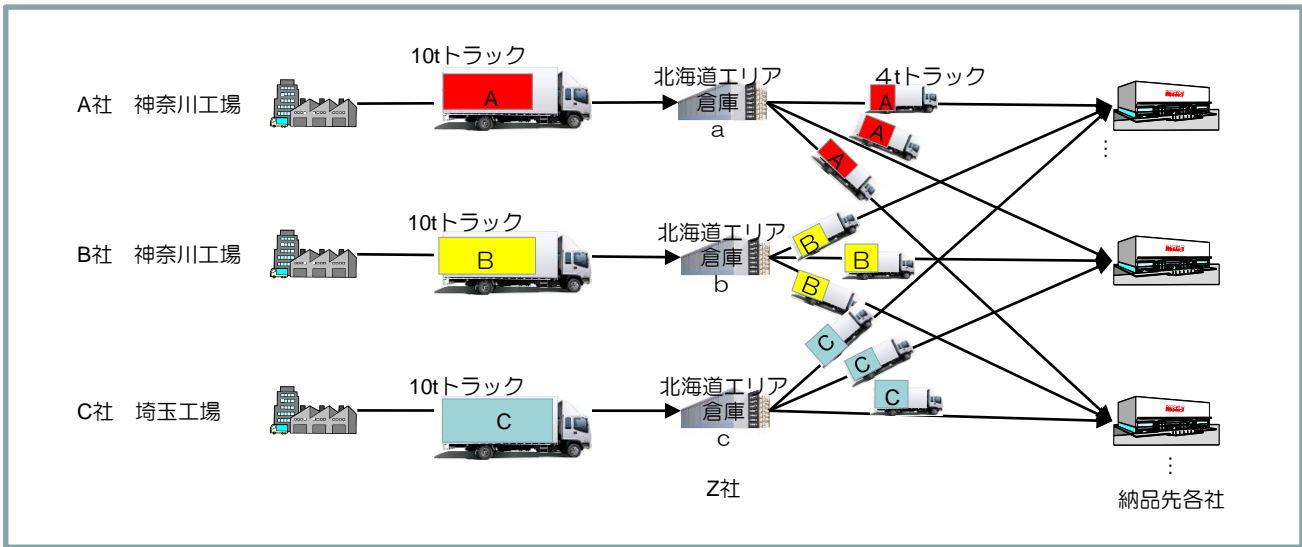 10tトラック
A社 神奈川工場
A
北海道エリア
倉庫
a
4tトラック
A
A
A
⋮
10tトラック
B社 神奈川工場
B
北海道エリア
倉庫
b
B
B
B
10tトラック
C社 埼玉工場
C
北海道エリア
倉庫
c
C
C
C
Z社
⋮
納品先各社